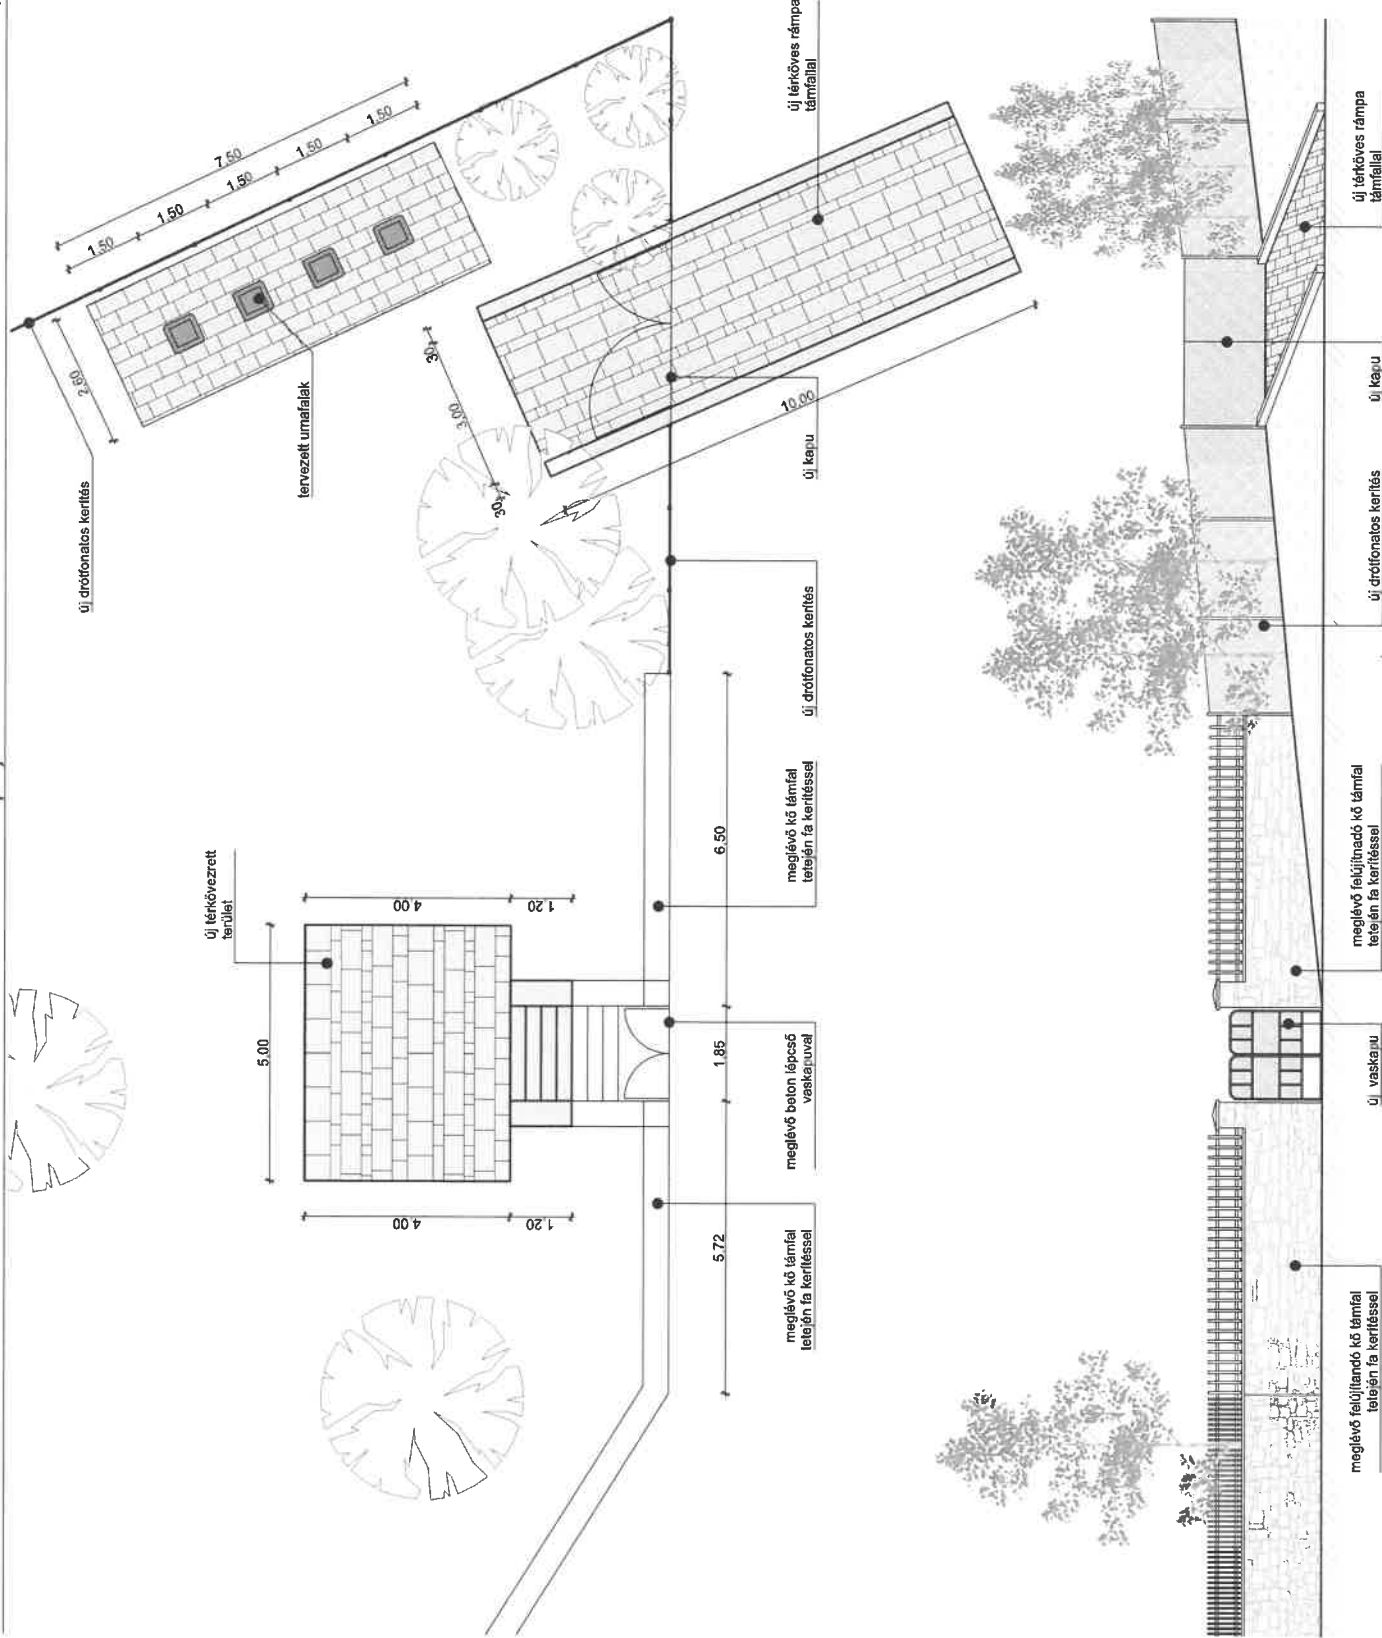 új drótfonatos kerítés
2,60
1,50
1,50
1,50
1,50
1,50
7,50
tervezett urnafalak
30
3,00
30
10,00
új térköves rámpa
támfallal
új kapu
új drótfonatos kerítés
új térkövezrett
terület
5,00
4,00
1,20
4,00
1,20
6,50
1,85
5,72
meglévő kő támfal
tetején fa kerítéssel
meglévő beton lépcső
vaskapuval
meglévő kő támfal
tetején fa kerítéssel
új térköves rámpa
támfallal
új kapu
új drótfonatos kerítés
meglévő felújítnadó kő támfal
tetején fa kerítéssel
új vaskapu
meglévő felújítandó kő támfal
tetején fa kerítéssel